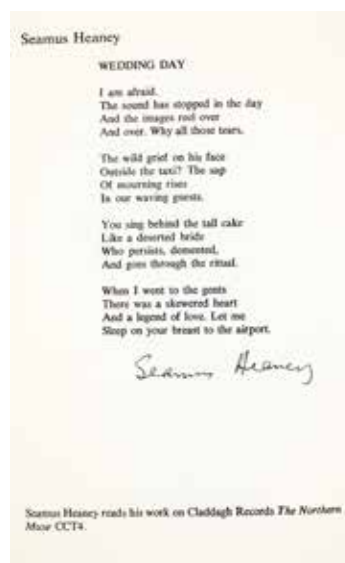 Seamus Heaney
WEDDING DAY
I am afraid.
The sound has stopped in the day
And the images reel over
And over. Why all those tears,
The wild grief on his face
Outside the taxi? The sap
Of mourning rises
In our waving guests.
You sing behind the tall cake
Like a deserted bride
Who persists, demented,
And goes through the ritual.
When I went to the gents
There was a skewered heart
And a legend of love. Let me
Sleep on your breast to the airport.
Seamus Heaney
Seamus Heaney reads his work on Claddagh Records The Northern
Muse CCT4.